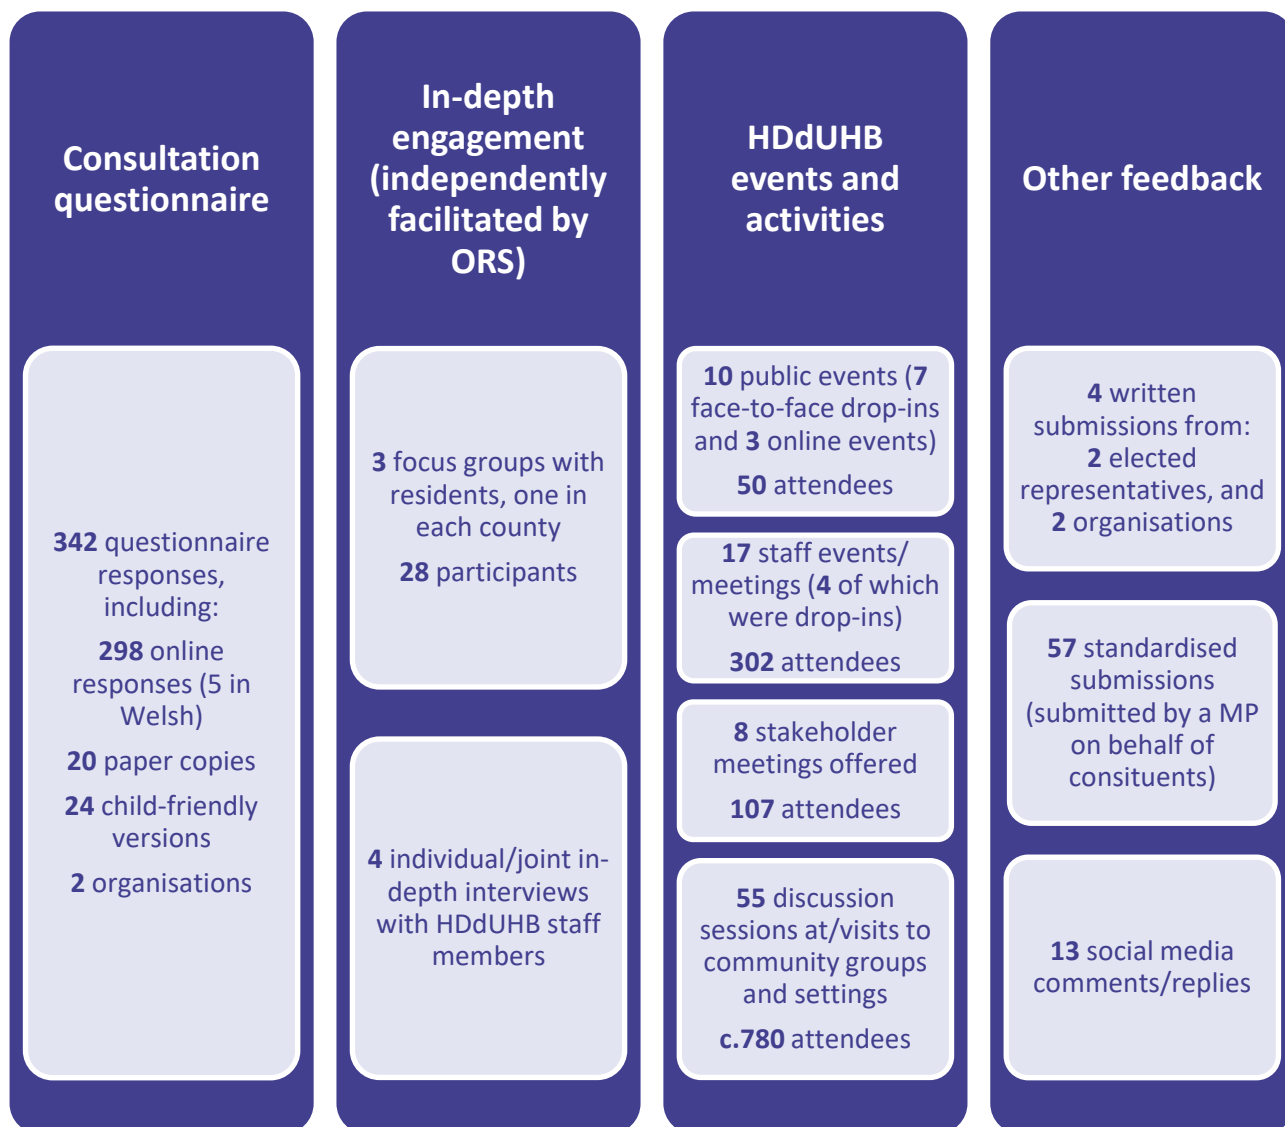 Consultation
questionnaire
342 questionnaire
responses,
including:
298 online
responses (5 in
Welsh)
20 paper copies
24 child-friendly
versions
2 organisations
In-depth
engagement
(independently
facilitated by
ORS)
3 focus groups with
residents, one in
each county
28 participants
4 individual/joint in-
depth interviews
with HDdUHB staff
members
HDdUHB
events and
activities
10 public events (7
face-to-face drop-ins
and 3 online events)
50 attendees
17 staff events/
meetings (4 of which
were drop-ins)
302 attendees
8 stakeholder
meetings offered
107 attendees
55 discussion
sessions at/visits to
community groups
and settings
c.780 attendees
Other feedback
4 written
submissions from:
2 elected
representatives, and
2 organisations
57 standardised
submissions
(submitted by a MP
on behalf of
consituents)
13 social media
comments/replies